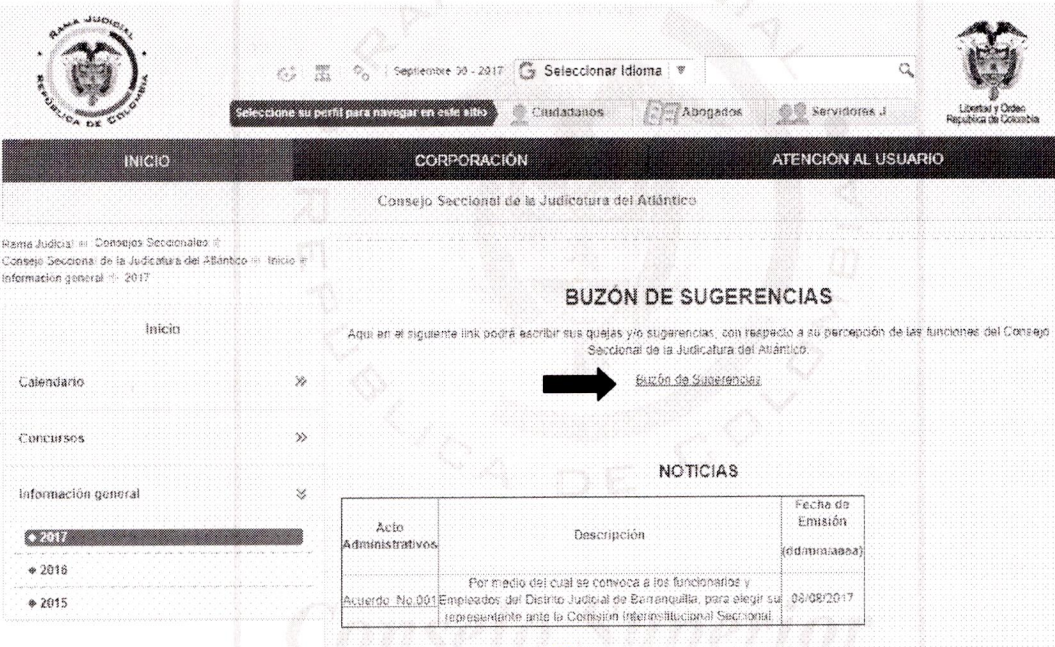 RAMA JUDICIAL
REPÚBLICA DE COLOMBIA
Septiembre 30 - 2017
Seleccionar Idioma
Libertad y Orden
República de Colombia
Seleccione su perfil para navegar en este sitio
Ciudadanos
Abogados
Servidores J
INICIO
CORPORACIÓN
ATENCIÓN AL USUARIO
Consejo Seccional de la Judicatura del Atlántico
Rama Judicial
Consejos Seccionales
Consejo Seccional de la Judicatura del Atlántico
Inicio
Información general
2017
BUZÓN DE SUGERENCIAS
Aqui en el siguiente link podrá escribir sus quejas y/o sugerencias, con respecto a su percepción de las funciones del Consejo
Seccional de la Judicatura del Atlántico.
Buzón de Sugerencias
Inicio
Calendario
Concursos
Información general
2017
2016
2015
NOTICIAS
Acto
Administrativos
Descripción
Fecha de
Emisión
(dd/mm/aaaa)
Acuerdo No.001
Por medio del cual se convoca a los funcionarios y
Empleados del Distrito Judicial de Barranquilla, para elegir su
representante ante la Comisión Interinstitucional Seccional
08/08/2017